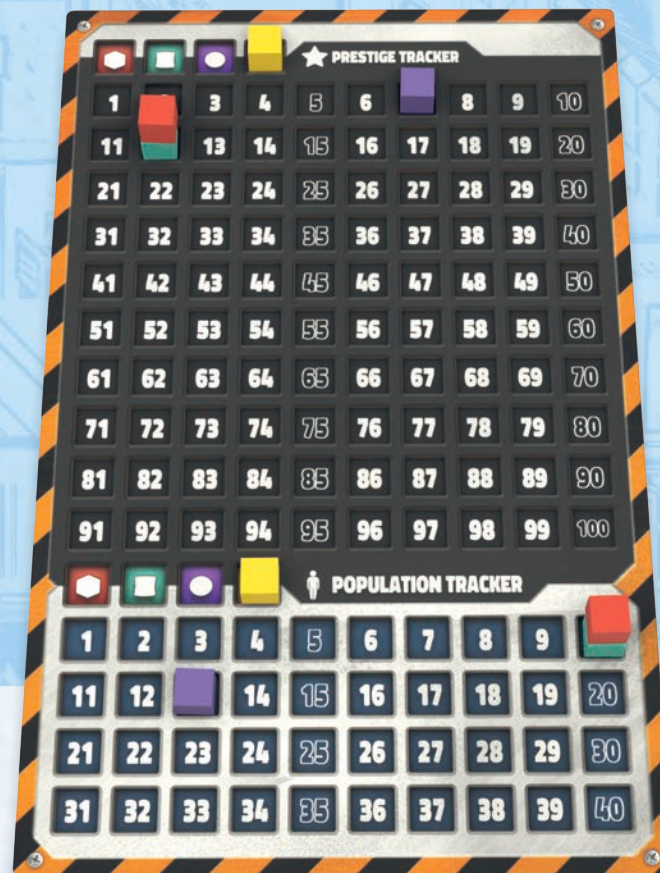 PRESTIGE TRACKER
1 3 4 5 6 8 9 10
11 13 14 15 16 17 18 19 20
21 22 23 24 25 26 27 28 29 30
31 32 33 34 35 36 37 38 39 40
41 42 43 44 45 46 47 48 49 50
51 52 53 54 55 56 57 58 59 60
61 62 63 64 65 66 67 68 69 70
71 72 73 74 75 76 77 78 79 80
81 82 83 84 85 86 87 88 89 90
91 92 93 94 95 96 97 98 99 100
POPULATION TRACKER
1 2 3 4 5 6 7 8 9
11 12 14 15 16 17 18 19 20
21 22 23 24 25 26 27 28 29 30
31 32 33 34 35 36 37 38 39 40